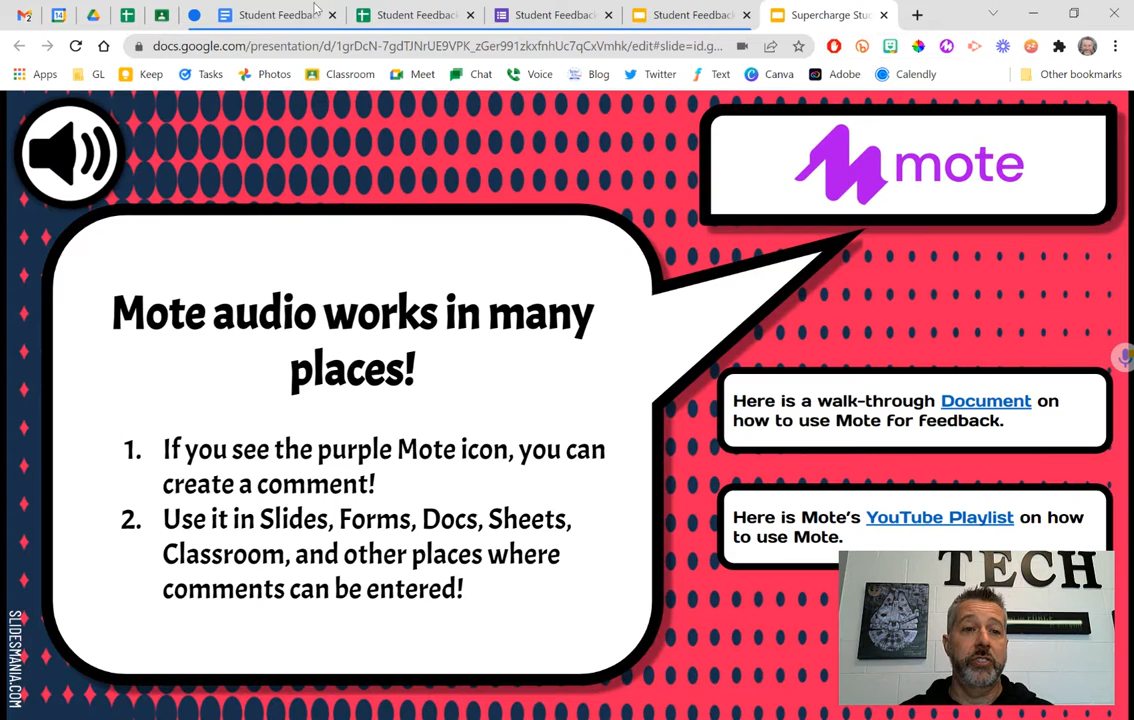 Student Feedba
Student Feedback
Student Feedback
Student Feedback
Supercharge Stu
docs.google.com/presentation/d/1grDcN-7gdTJNrUE9VPK_zGer991zkxfnhUc7qCxVmhk/edit#slide=id.g...
Apps
GL
Keep
Tasks
Photos
Classroom
Meet
Chat
Voice
Blog
Twitter
Text
Canva
Adobe
Calendly
Other bookmarks
mote
Mote audio works in many
places!
1. If you see the purple Mote icon, you can
create a comment!
2. Use it in Slides, Forms, Docs, Sheets,
Classroom, and other places where
comments can be entered!
Here is a walk-through Document on
how to use Mote for feedback.
Here is Mote's YouTube Playlist on how
to use Mote.
TECH
SLIDESMANIA.COM